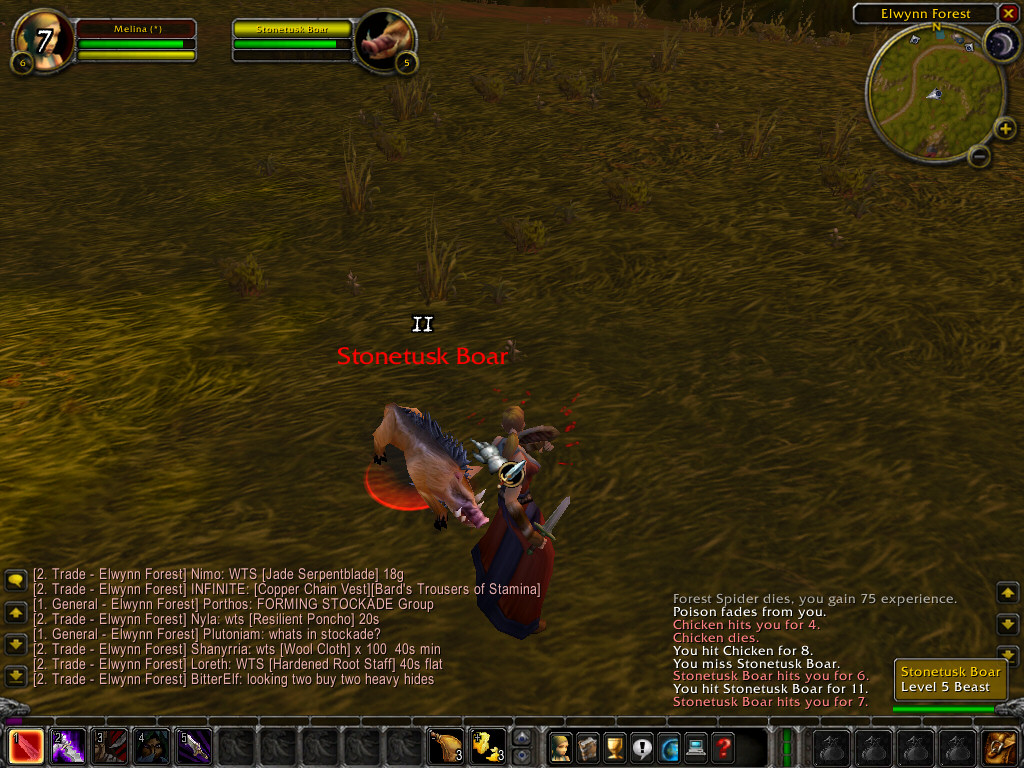 Elwynn Forest
N
Melina (*)
7
6
Stonetusk Boar
5
11
Stonetusk Boar
[2. Trade - Elwynn Forest] Nimo: WTS [Jade Serpentblade] 18g
[2. Trade - Elwynn Forest] INFINITE: [Copper Chain Vest][Bard's Trousers of Stamina]
[1. General - Elwynn Forest] Porthos: FORMING STOCKADE Group
[2. Trade - Elwynn Forest] Nyla: wts [Resilient Poncho] 20s
[1. General - Elwynn Forest] Plutoniam: whats in stockade?
[2. Trade - Elwynn Forest] Shanyrria: wts [Wool Cloth] x 100  40s min
[2. Trade - Elwynn Forest] Loreth: WTS [Hardened Root Staff] 40s flat
[2. Trade - Elwynn Forest] BitterElf: looking two buy two heavy hides
Forest Spider dies, you gain 75 experience.
Poison fades from you.
Chicken hits you for 4.
Chicken dies.
You hit Chicken for 8.
You miss Stonetusk Boar.
Stonetusk Boar hits you for 6.
You hit Stonetusk Boar for 11.
Stonetusk Boar hits you for 7.
Stonetusk Boar
Level 5 Beast
1 2 3 4 5 3 3